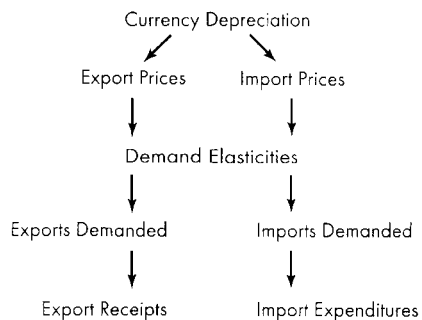 Currency Depreciation
Export Prices Import Prices
Demand Elasticities
Exports Demanded Imports Demanded
Export Receipts Import Expenditures